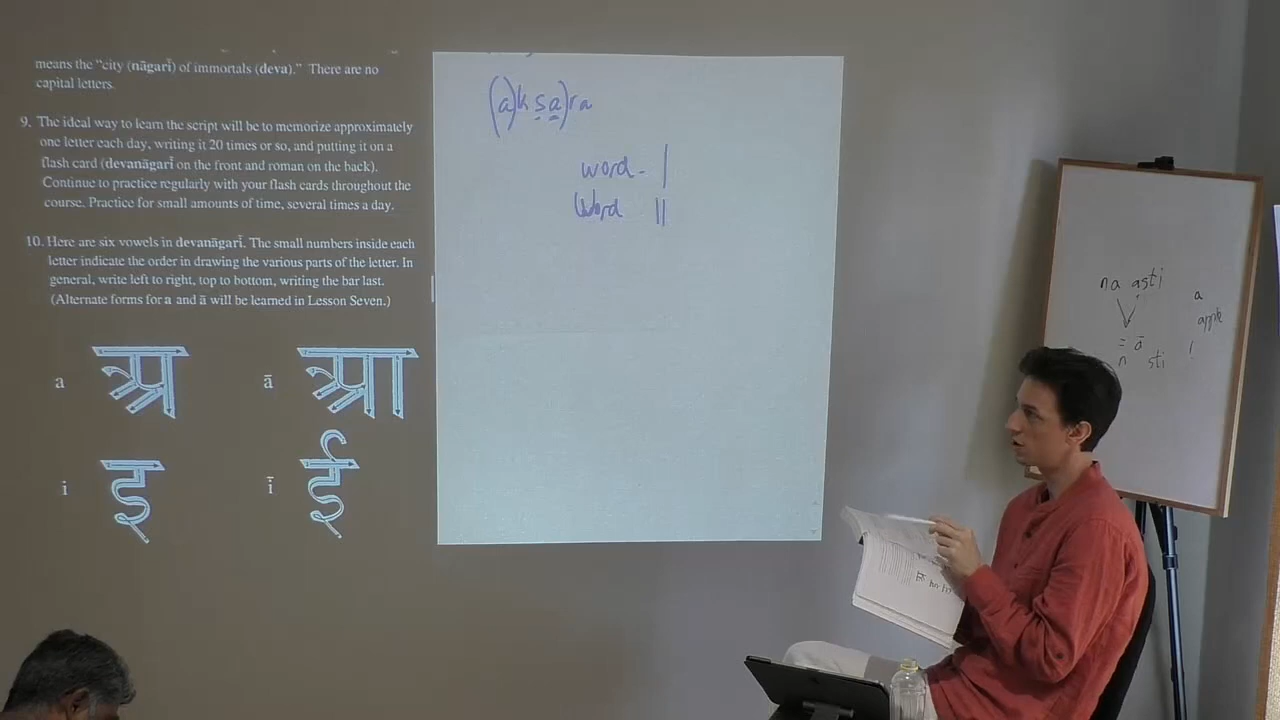 means the "city (nāgarī) of immortals (deva)." There are no
capital letters.
9. The ideal way to learn the script will be to memorize approximately
one letter each day, writing it 20 times or so, and putting it on a
flash card (devanāgarī on the front and roman on the back).
Continue to practice regularly with your flash cards throughout the
course. Practice for small amounts of time, several times a day.
10. Here are six vowels in devanāgarī. The small numbers inside each
letter indicate the order in drawing the various parts of the letter. In
general, write left to right, top to bottom, writing the bar last.
(Alternate forms for a and ā will be learned in Lesson Seven.)
a अ ā आ
i इ ī ई
(a)kṣa)ra
word |
word ||
na asti
= ā
n sti
a
apple